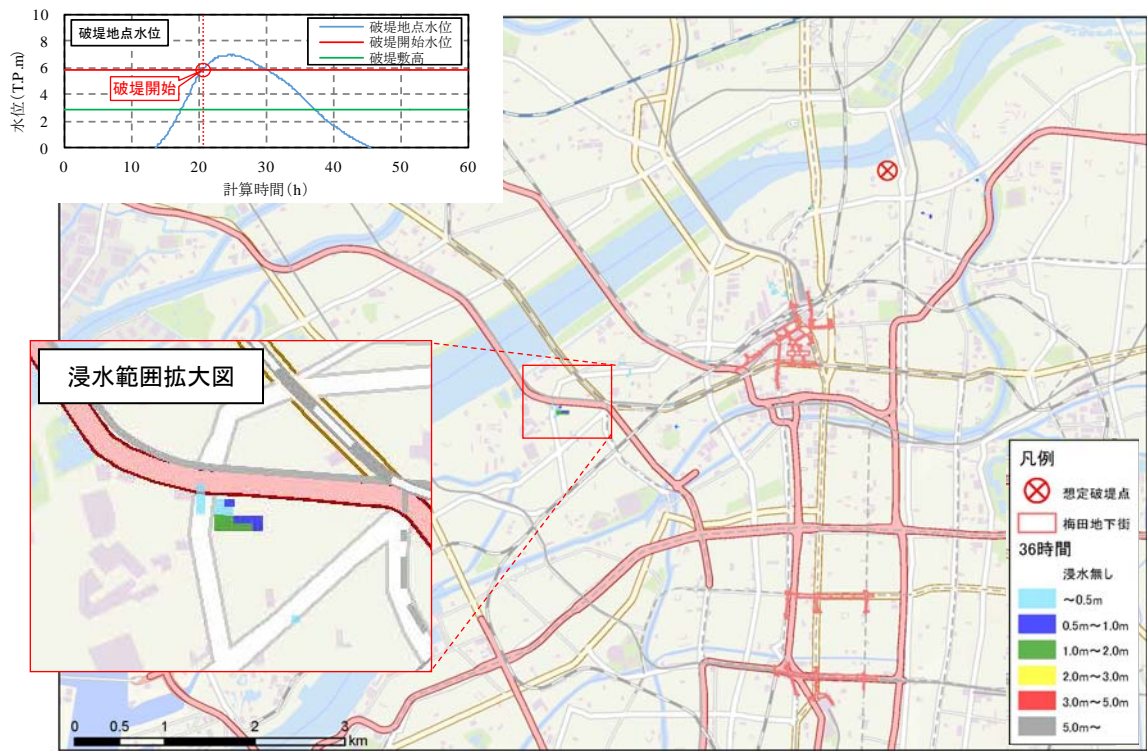 破堤地点水位
破堤地点水位
破堤開始水位
破堤敷高
破堤開始
水位(T.P.m)
10
8
6
4
2
0
0 10 20 30 40 50 60
計算時間(h)
浸水範囲拡大図
凡例
想定破堤点
梅田地下街
36時間
浸水無し
～0.5m
0.5m～1.0m
1.0m～2.0m
2.0m～3.0m
3.0m～5.0m
5.0m～
0 0.5 1 2 3
km